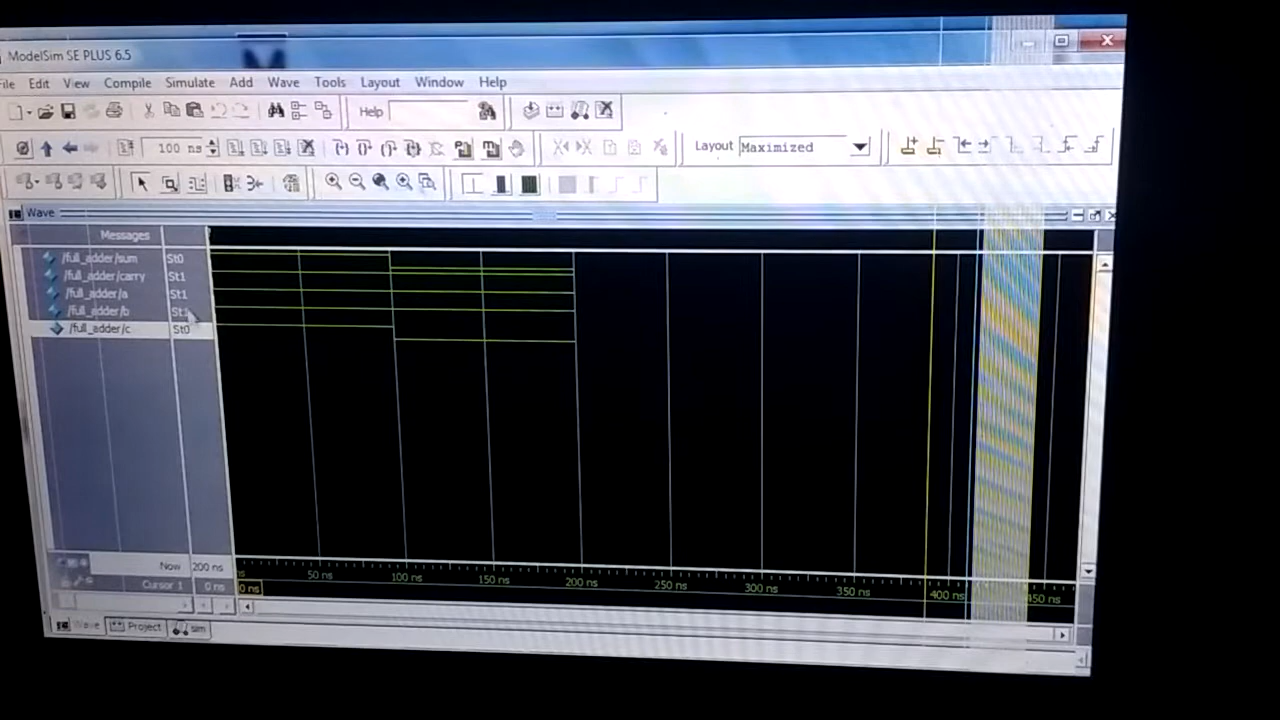 ModelSim SE PLUS 6.5
File Edit View Compile Simulate Add Wave Tools Layout Window Help
Help
100 ns
Layout Maximized
Wave
Messages
/full_adder/sum St0
/full_adder/carry St1
/full_adder/a St1
/full_adder/b St1
/full_adder/c St0
Now 200 ns
50 ns 100 ns 150 ns 200 ns 250 ns 300 ns 350 ns 400 ns 450 ns
Cursor 1 0 ns 0 ns
Wave Project sim